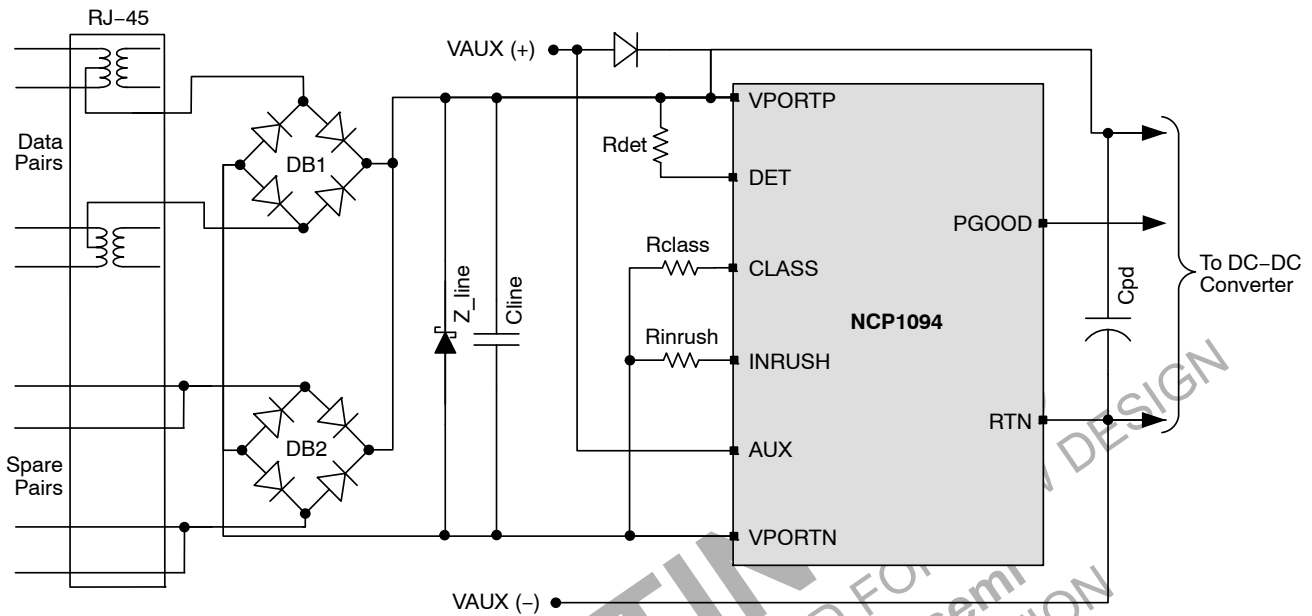 RJ−45
VAUX (+)
VPORTP
Data
Pairs
DB1
Rdet
DET
PGOOD
Rclass
CLASS
To DC−DC
Converter
Z_line
Cline
Cpd
NCP1094
Rinrush
INRUSH
RTN
DESIGN
DB2
AUX
Spare
Pairs
VPORTN
VAUX (−)